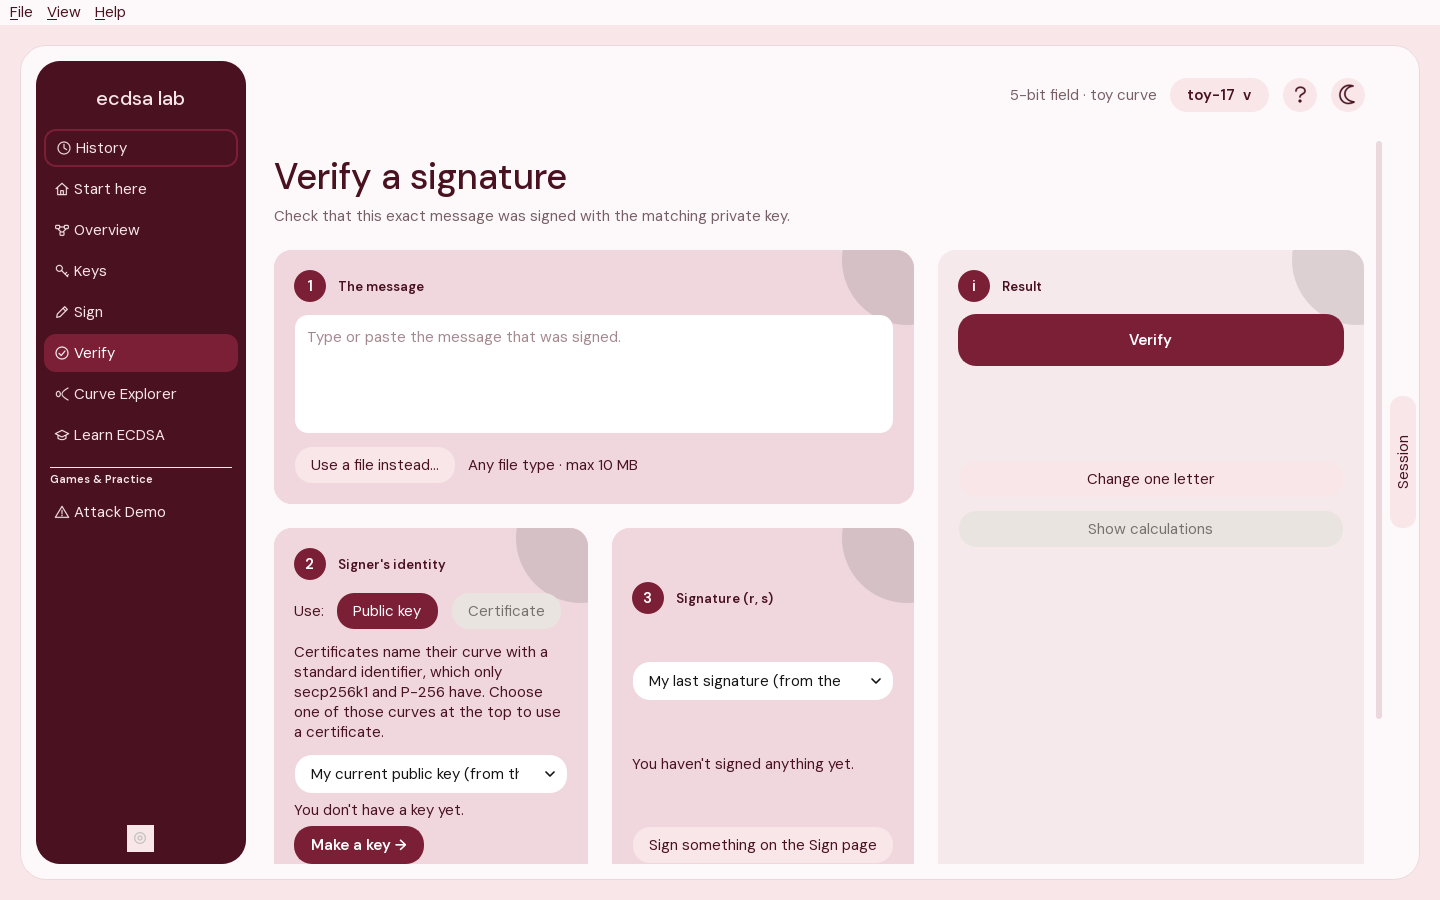 File View Help
ecdsa lab
History
Start here
Overview
Keys
Sign
Verify
Curve Explorer
Learn ECDSA
Games & Practice
Attack Demo
5-bit field · toy curve toy-17 v ?
Verify a signature
Check that this exact message was signed with the matching private key.
1 The message
Type or paste the message that was signed.
Use a file instead... Any file type · max 10 MB
2 Signer's identity
Use: Public key Certificate
Certificates name their curve with a
standard identifier, which only
secp256k1 and P-256 have. Choose
one of those curves at the top to use
a certificate.
My current public key (from th
You don't have a key yet.
Make a key →
3 Signature (r, s)
My last signature (from the
You haven't signed anything yet.
Sign something on the Sign page
i Result
Verify
Change one letter
Show calculations
Session